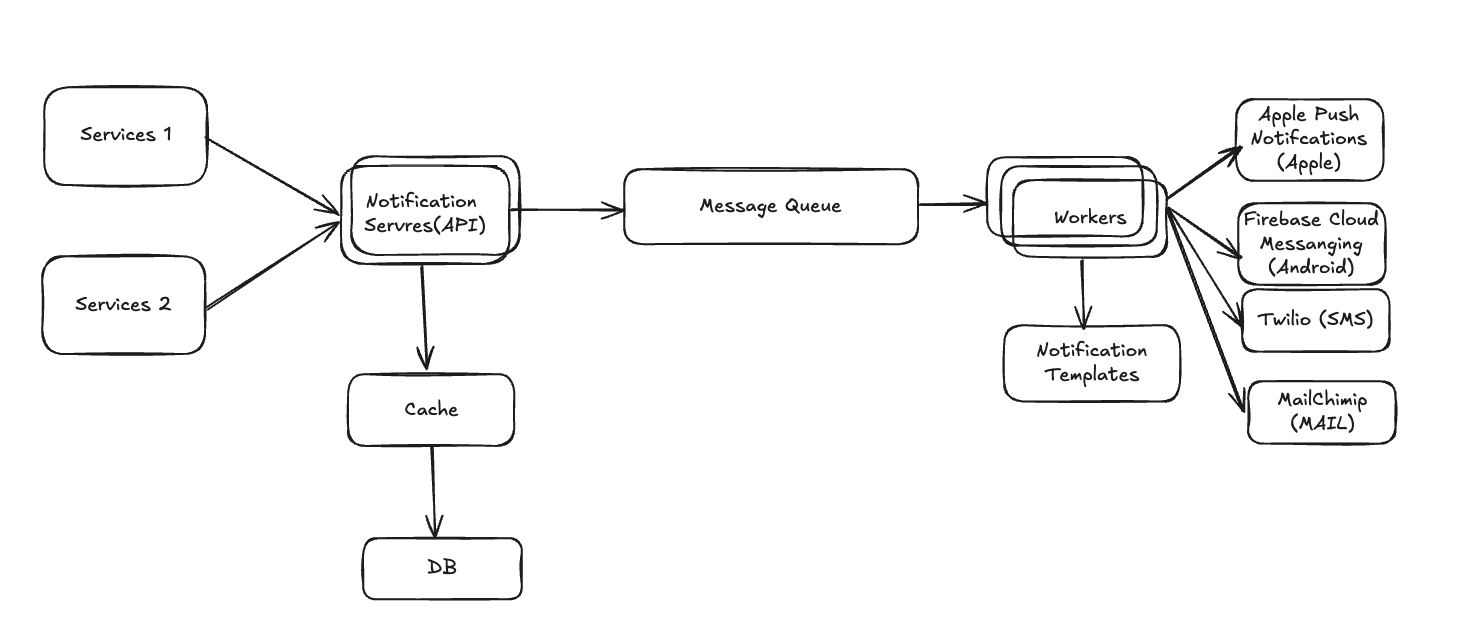 Services 1
Services 2
Notification
Servres(API)
Cache
DB
Message Queue
Workers
Notification
Templates
Apple Push
Notifcations
(Apple)
Firebase Cloud
Messanging
(Android)
Twilio (SMS)
MailChimip
(MAIL)